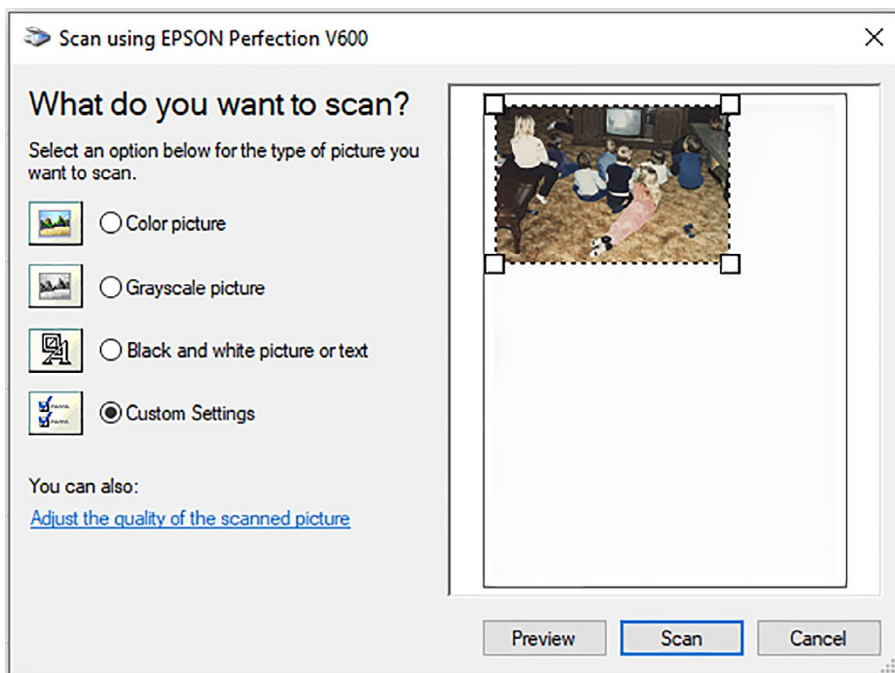 Scan using EPSON Perfection V600
What do you want to scan?
Select an option below for the type of picture you
want to scan.
Color picture
Grayscale picture
Black and white picture or text
Custom Settings
You can also:
Adjust the quality of the scanned picture
Preview
Scan
Cancel